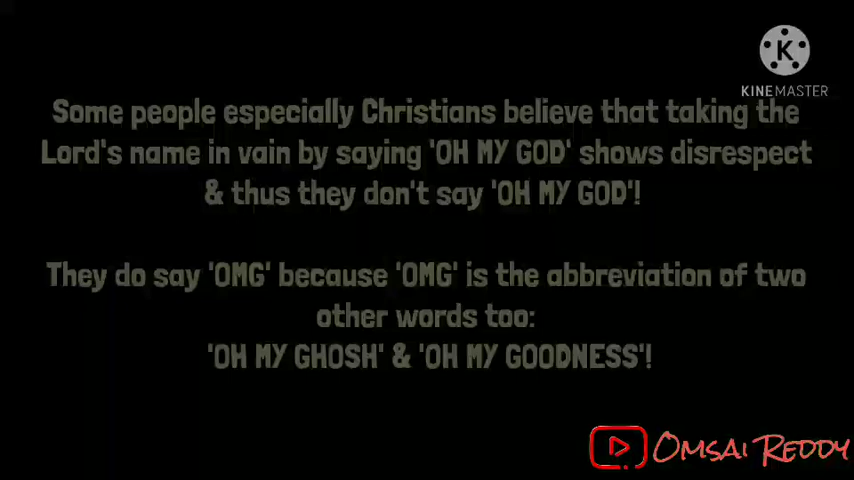 KINEMASTER
Some people especially Christians believe that taking the
Lord's name in vain by saying 'OH MY GOD' shows disrespect
& thus they don't say 'OH MY GOD'!
They do say 'OMG' because 'OMG' is the abbreviation of two
other words too:
'OH MY GHOSH' & 'OH MY GOODNESS'!
OMSAI REDDY